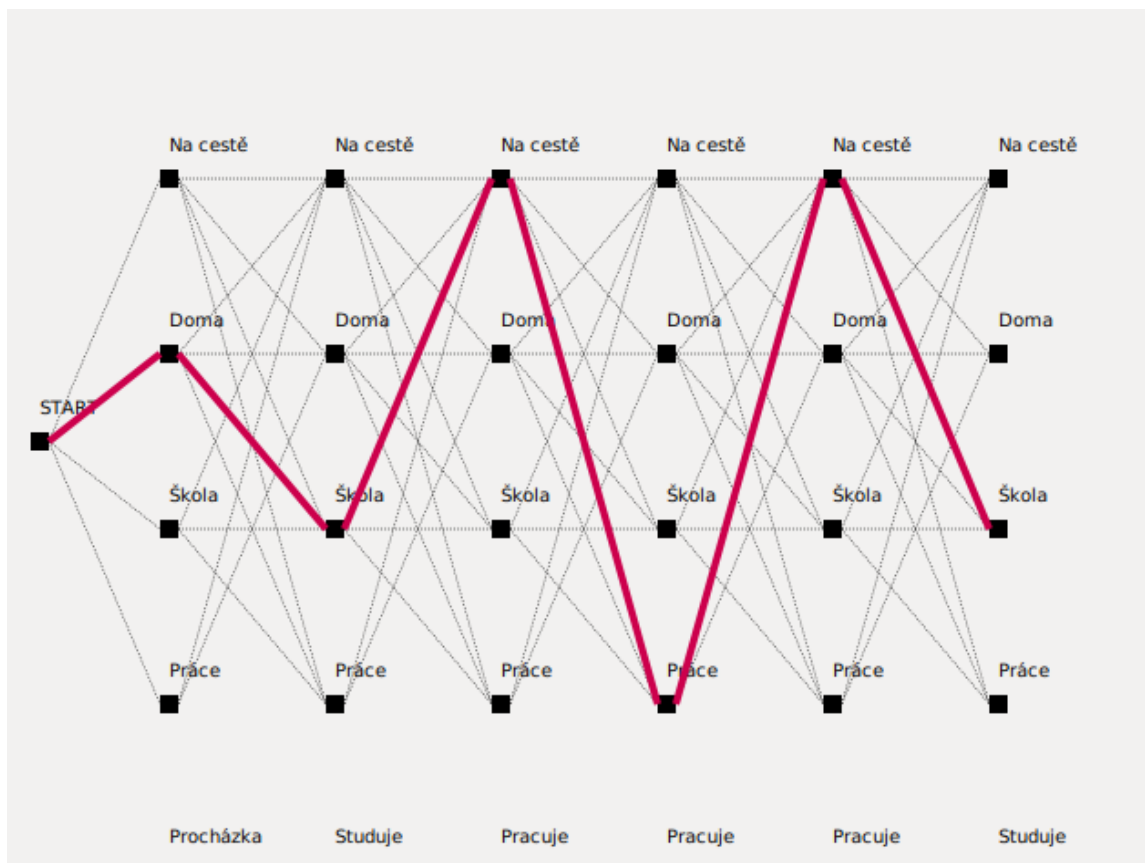 Na cestě Na cestě Na cestě Na cestě Na cestě Na cestě
Doma Doma Doma Doma Doma Doma
START
Škola Škola Škola Škola Škola Škola
Práce Práce Práce Práce Práce Práce
Procházka Studuje Pracuje Pracuje Pracuje Studuje